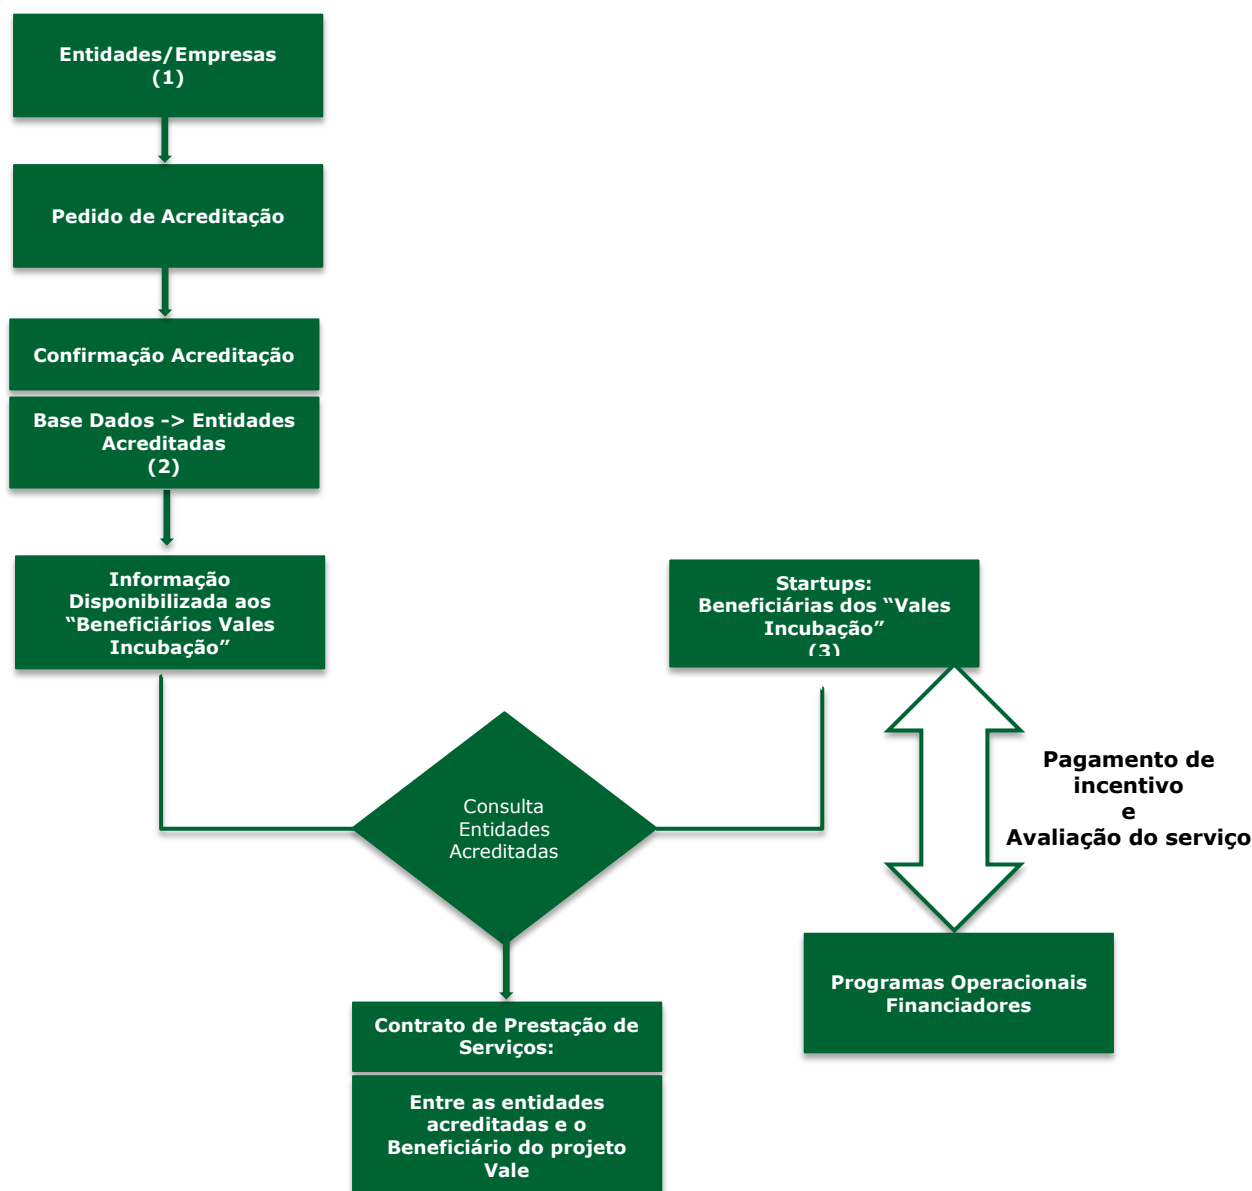 Entidades/Empresas
(1)
Pedido de Acreditação
Confirmação Acreditação
Base Dados -> Entidades
Acreditadas
(2)
Informação
Disponibilizada aos
“Beneficiários Vales
Incubação”
Startups:
Beneficiárias dos “Vales
Incubação”
(3)
Consulta
Entidades
Acreditadas
Pagamento de
incentivo
e
Avaliação do serviço
Programas Operacionais
Financiadores
Contrato de Prestação de
Serviços:
Entre as entidades
acreditadas e o
Beneficiário do projeto
Vale